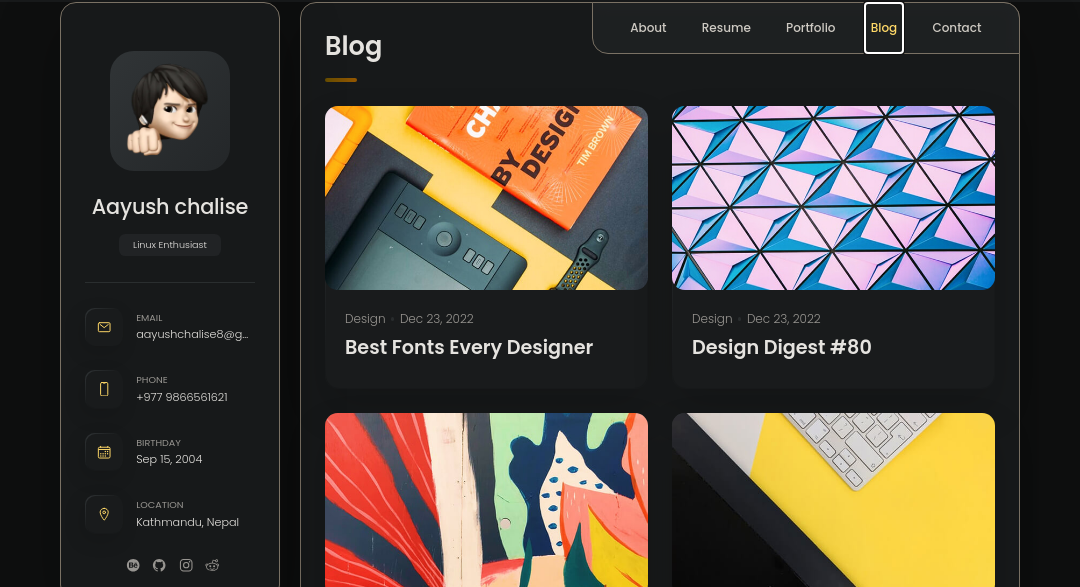 Aayush chalise
Linux Enthusiast
EMAIL
aayushchalise8@g...
PHONE
+977 9866561621
BIRTHDAY
Sep 15, 2004
LOCATION
Kathmandu, Nepal
Bē
About Resume Portfolio Blog Contact
Blog
BY
DESIGN
TIM BROWN
Design Dec 23, 2022
Best Fonts Every Designer
Design Dec 23, 2022
Design Digest #80